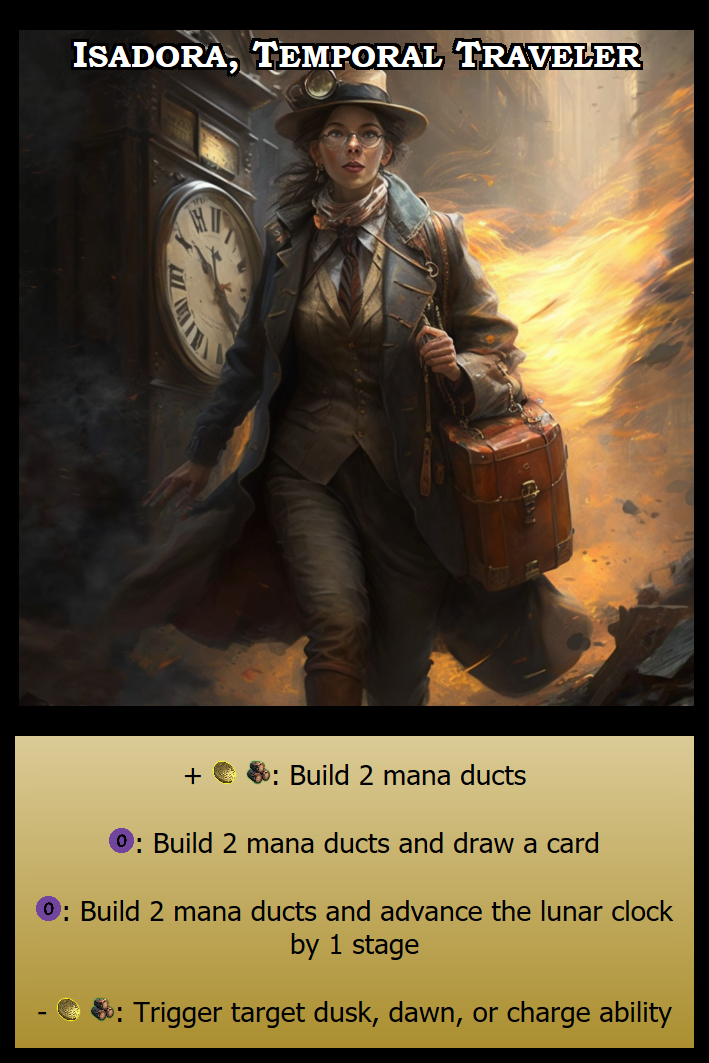 Isadora, Temporal Traveler
+ : Build 2 mana ducts
0: Build 2 mana ducts and draw a card
0: Build 2 mana ducts and advance the lunar clock
by 1 stage
- : Trigger target dusk, dawn, or charge ability